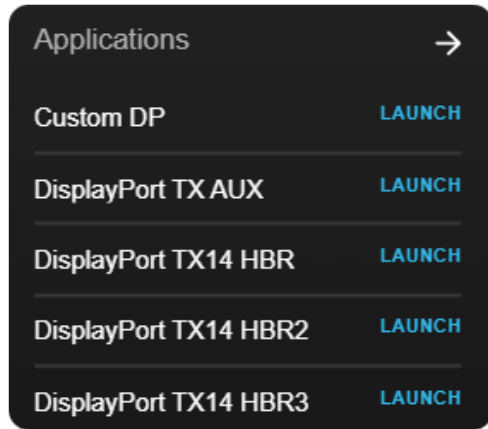 Applications →
Custom DP LAUNCH
DisplayPort TX AUX LAUNCH
DisplayPort TX14 HBR LAUNCH
DisplayPort TX14 HBR2 LAUNCH
DisplayPort TX14 HBR3 LAUNCH